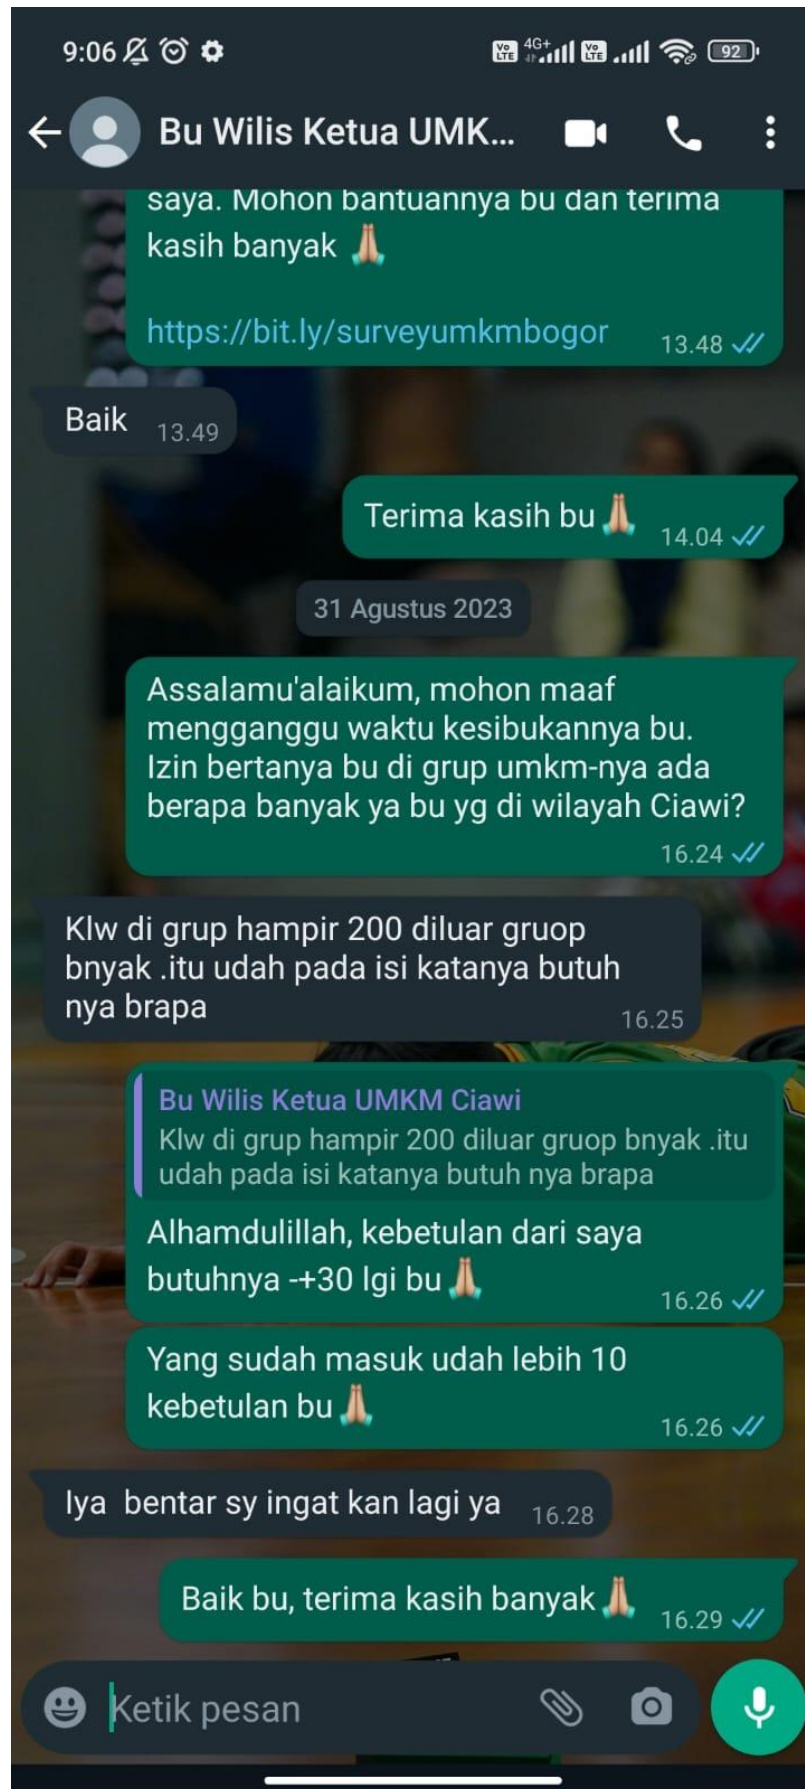 9:06
Vo LTE 4G+ Vo LTE 92
Bu Wilis Ketua UMK...
saya. Mohon bantuannya bu dan terima
kasih banyak 🙏
https://bit.ly/surveyumkmbogor 13.48
Baik 13.49
Terima kasih bu 🙏 14.04
31 Agustus 2023
Assalamu'alaikum, mohon maaf
mengganggu waktu kesibukannya bu.
Izin bertanya bu di grup umkm-nya ada
berapa banyak ya bu yg di wilayah Ciawi?
16.24
Klw di grup hampir 200 diluar gruop
bnyak .itu udah pada isi katanya butuh
nya brapa 16.25
Bu Wilis Ketua UMKM Ciawi
Klw di grup hampir 200 diluar gruop bnyak .itu
udah pada isi katanya butuh nya brapa
Alhamdulillah, kebetulan dari saya
butuhnya -+30 lgi bu 🙏 16.26
Yang sudah masuk udah lebih 10
kebetulan bu 🙏 16.26
Iya  bentar sy ingat kan lagi ya 16.28
Baik bu, terima kasih banyak 🙏 16.29
Ketik pesan